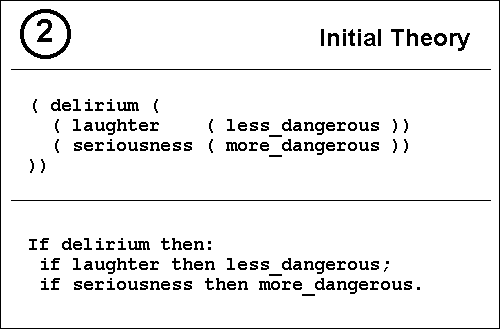 2
Initial Theory
( delirium (
( laughter ( less_dangerous ))
( seriousness ( more_dangerous ))
))
If delirium then:
if laughter then less_dangerous;
if seriousness then more_dangerous.